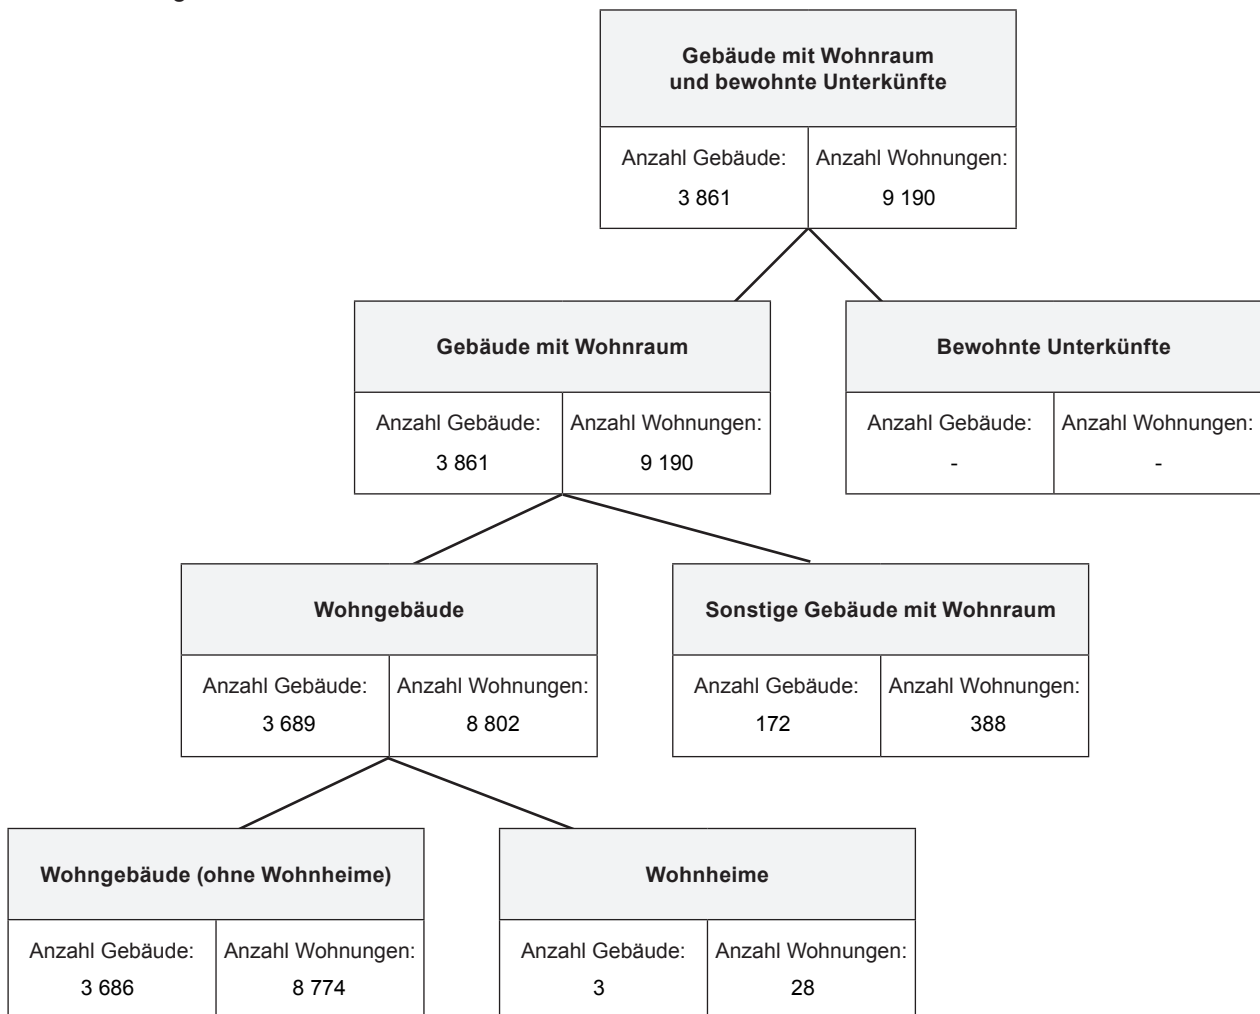 Gebäude mit Wohnraum
und bewohnte Unterkünfte
Anzahl Gebäude: Anzahl Wohnungen:
3 861 9 190
Gebäude mit Wohnraum Bewohnte Unterkünfte
Anzahl Gebäude: Anzahl Wohnungen: Anzahl Gebäude: Anzahl Wohnungen:
3 861 9 190 - -
Wohngebäude Sonstige Gebäude mit Wohnraum
Anzahl Gebäude: Anzahl Wohnungen: Anzahl Gebäude: Anzahl Wohnungen:
3 689 8 802 172 388
Wohngebäude (ohne Wohnheime) Wohnheime
Anzahl Gebäude: Anzahl Wohnungen: Anzahl Gebäude: Anzahl Wohnungen:
3 686 8 774 3 28